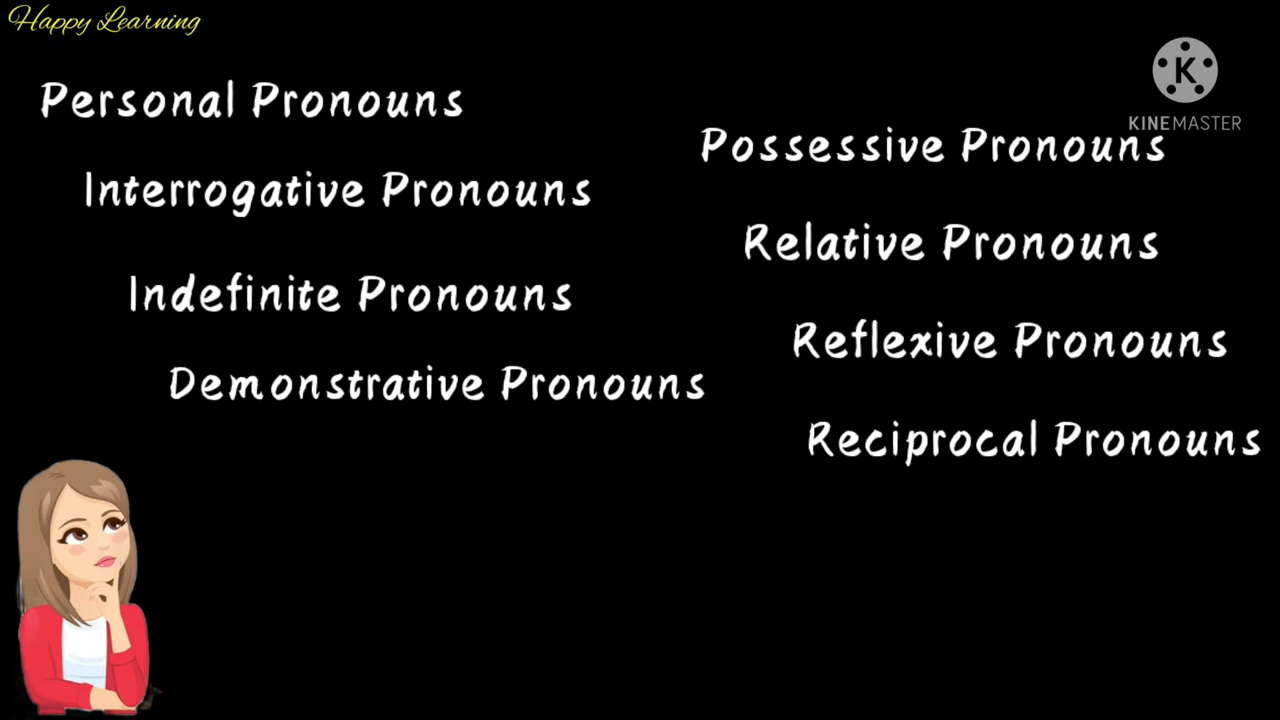 Happy Learning
Personal Pronouns
Interrogative Pronouns
Indefinite Pronouns
Demonstrative Pronouns
K
KINEMASTER
Possessive Pronouns
Relative Pronouns
Reflexive Pronouns
Reciprocal Pronouns